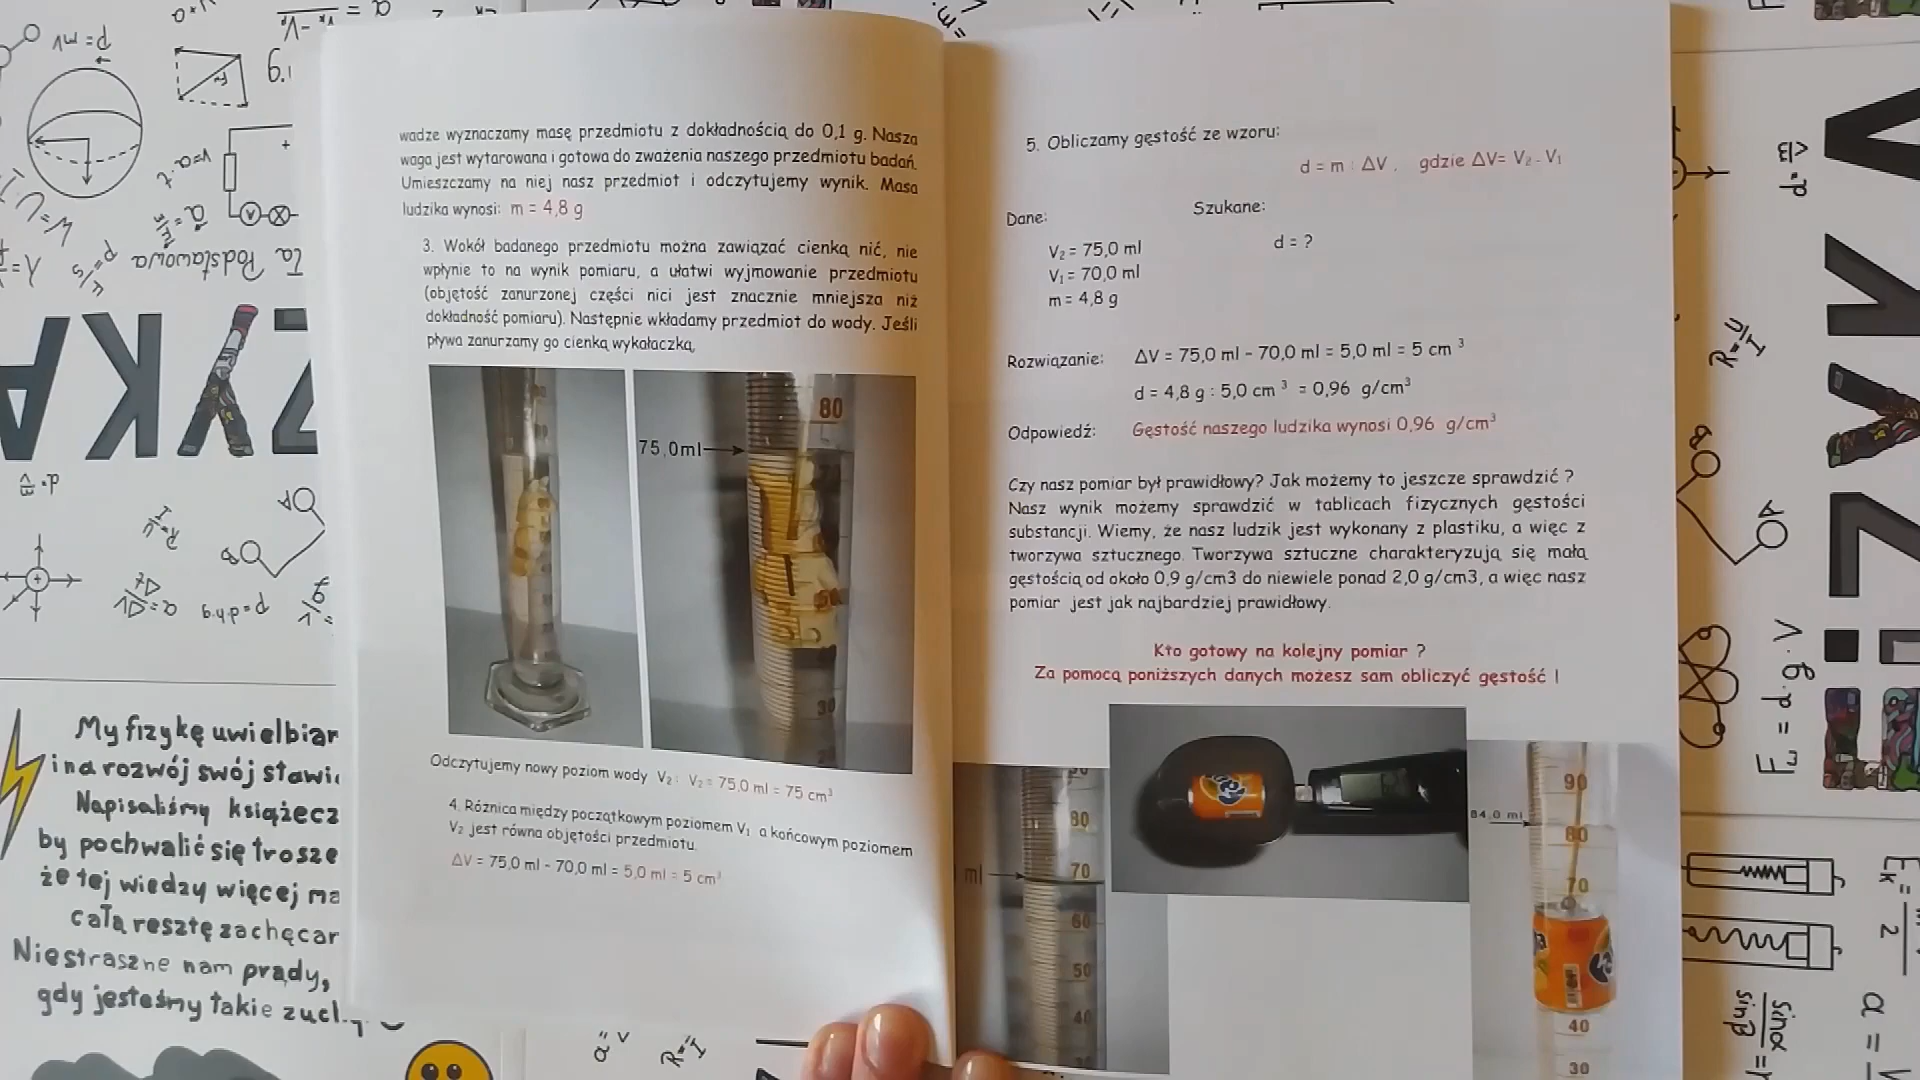 wadze wyznaczamy masę przedmiotu z dokładnością do 0,1 g. Nasza
waga jest wytarowana i gotowa do zważenia naszego przedmiotu badań.
Umieszczamy na niej nasz przedmiot i odczytujemy wynik. Masa
ludzika wynosi: m = 4,8 g
3. Wokół badanego przedmiotu można zawiązać cienką nić, nie
wpłynie to na wynik pomiaru, a ułatwi wyjmowanie przedmiotu
(objętość zanurzonej części nici jest znacznie mniejsza niż
dokładność pomiaru). Następnie wkładamy przedmiot do wody. Jeśli
pływa zanurzamy go cienką wykałaczką,
75,0ml
80
30
Odczytujemy nowy poziom wody V₂: V₂ = 75,0 ml = 75 cm³
4. Różnica między początkowym poziomem V₁ a końcowym poziomem
V₂ jest równa objętości przedmiotu.
ΔV = 75,0 ml - 70,0 ml = 5,0 ml = 5 cm³
5. Obliczamy gęstość ze wzoru:
d = m : ΔV , gdzie ΔV= V₂ - V₁
Dane: Szukane:
V₂ = 75,0 ml d = ?
V₁ = 70,0 ml
m = 4,8 g
Rozwiązanie: ΔV = 75,0 ml – 70,0 ml = 5,0 ml = 5 cm ³
d = 4,8 g : 5,0 cm ³ = 0,96 g/cm³
Odpowiedź: Gęstość naszego ludzika wynosi 0,96 g/cm³
Czy nasz pomiar był prawidłowy? Jak możemy to jeszcze sprawdzić ?
Nasz wynik możemy sprawdzić w tablicach fizycznych gęstości
substancji. Wiemy, że nasz ludzik jest wykonany z plastiku, a więc z
tworzywa sztucznego. Tworzywa sztuczne charakteryzują się małą
gęstością od około 0,9 g/cm3 do niewiele ponad 2,0 g/cm3, a więc nasz
pomiar jest jak najbardziej prawidłowy.
Kto gotowy na kolejny pomiar ?
Za pomocą poniższych danych możesz sam obliczyć gęstość !
80
70
ml
60
50
40
84,0 ml
90
80
70
40
30
p = mV
W=U·I·
Ta Podstawowa
ZYKA
My fizykę uwielbiam
i na rozwój swój stawi
Napisaliśmy książecz
by pochwalić się trosze
że tej wiedzy więcej ma
całą resztę zachęcam
Niestraszne nam prądy,
gdy jesteśmy takie zuch
R=U/I
p=d·h·g
a=ΔV/Δt
A
B